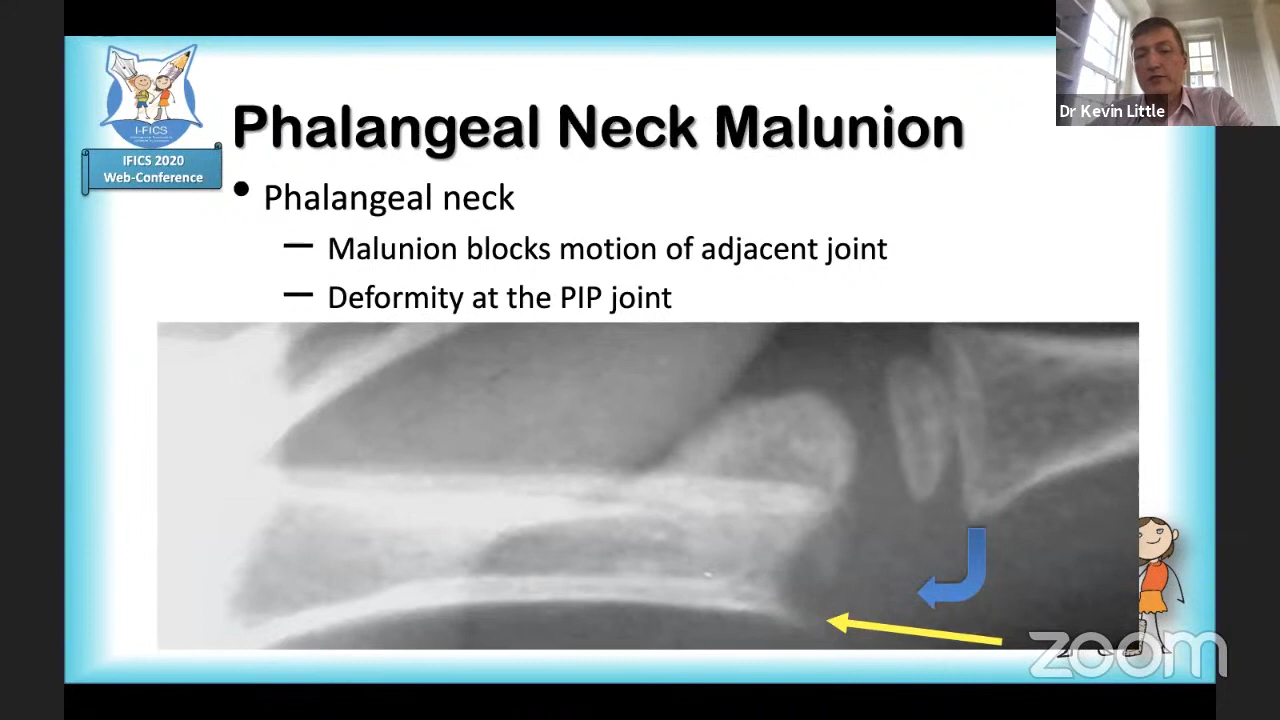 Dr Kevin Little
I-FICS
IFICS 2020
Web-Conference
Phalangeal Neck Malunion
• Phalangeal neck
— Malunion blocks motion of adjacent joint
— Deformity at the PIP joint
zoom